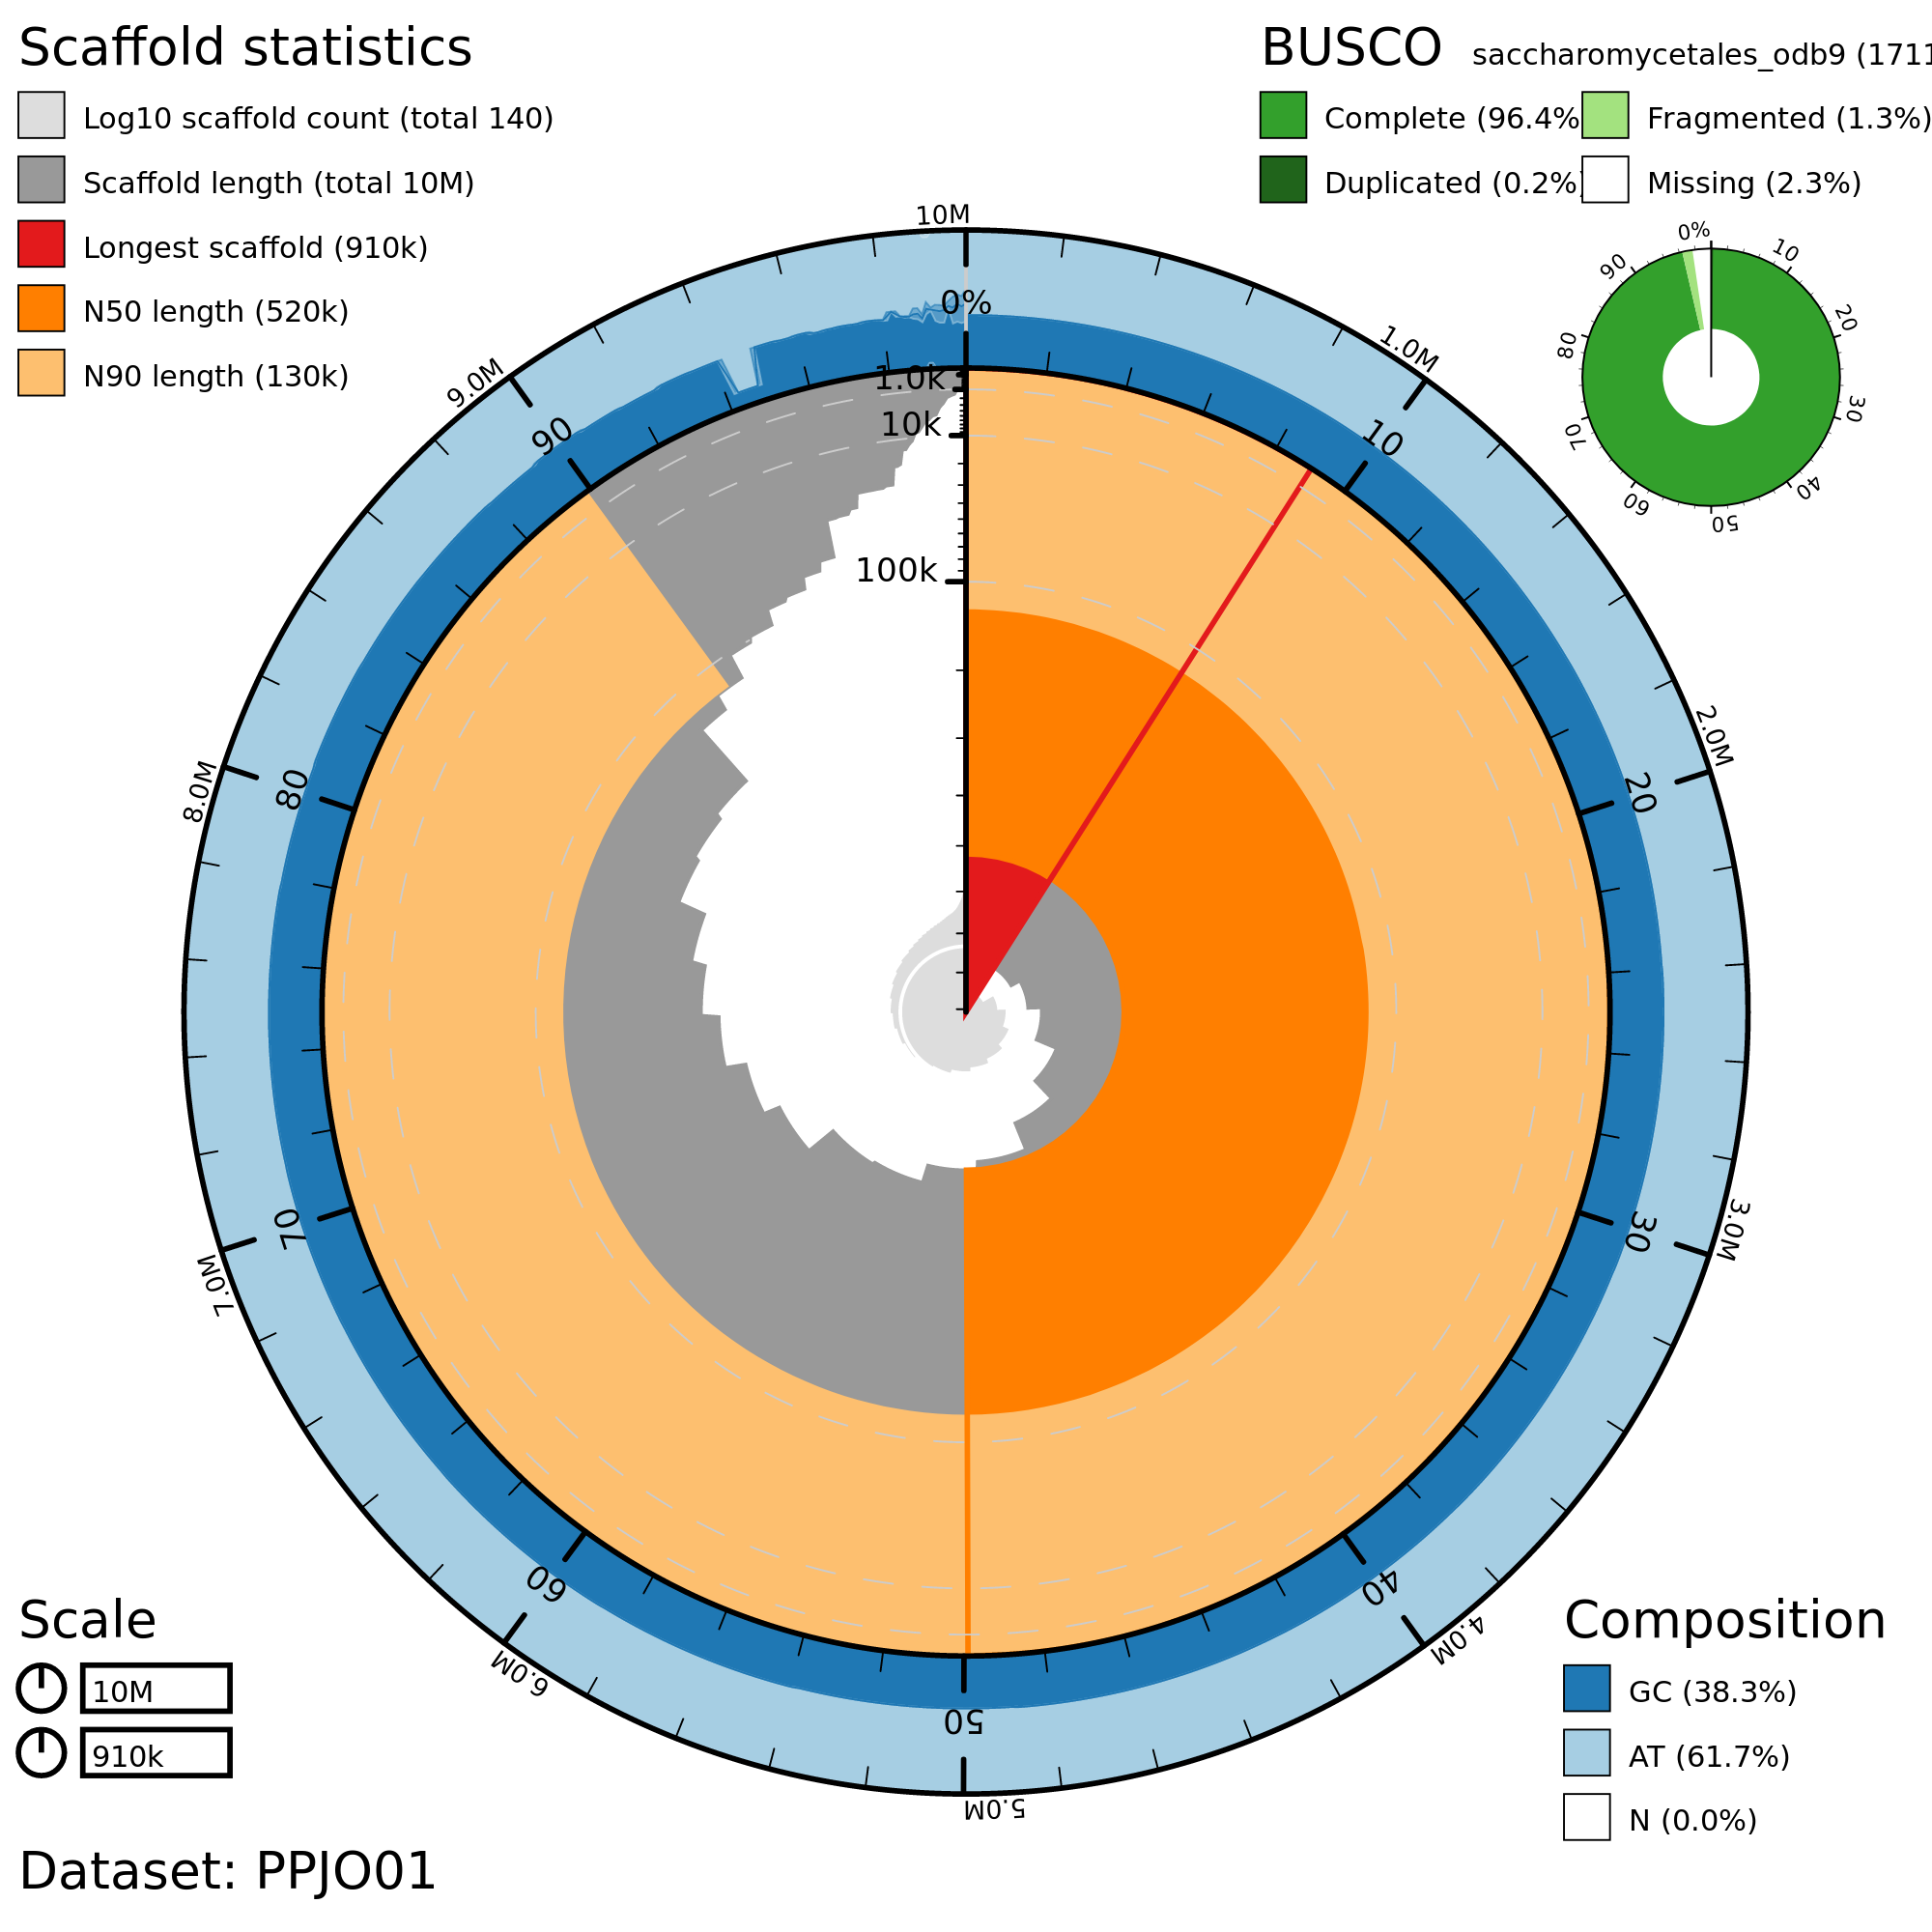 Scaffold statistics
Log10 scaffold count (total 140)
Scaffold length (total 10M)
Longest scaffold (910k)
N50 length (520k)
N90 length (130k)
BUSCO saccharomycetales_odb9 (1711
Complete (96.4% Fragmented (1.3%)
Duplicated (0.2%) Missing (2.3%)
0%
10
20
30
40
50
60
70
80
90
10M
1.0M
2.0M
3.0M
4.0M
5.0M
6.0M
7.0M
8.0M
9.0M
0%
10
20
30
40
50
60
70
80
90
1.0k
10k
100k
Scale
10M
910k
Composition
GC (38.3%)
AT (61.7%)
N (0.0%)
Dataset: PPJO01